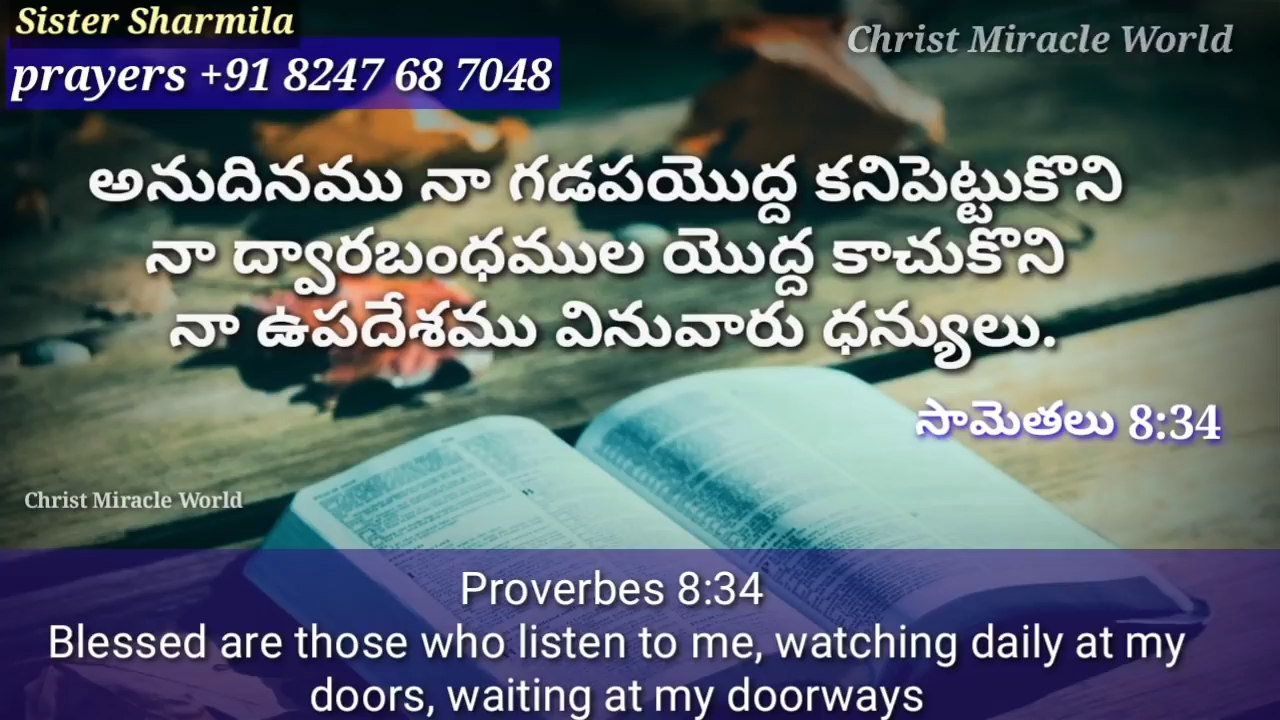 Sister Sharmila
prayers +91 8247 68 7048
Christ Miracle World
అనుదినము నా గడపయొద్ద కనిపెట్టుకొని
నా ద్వారబంధముల యొద్ద కాచుకొని
నా ఉపదేశము వినువారు ధన్యులు.
సామెతలు 8:34
Christ Miracle World
Proverbes 8:34
Blessed are those who listen to me, watching daily at my
doors, waiting at my doorways